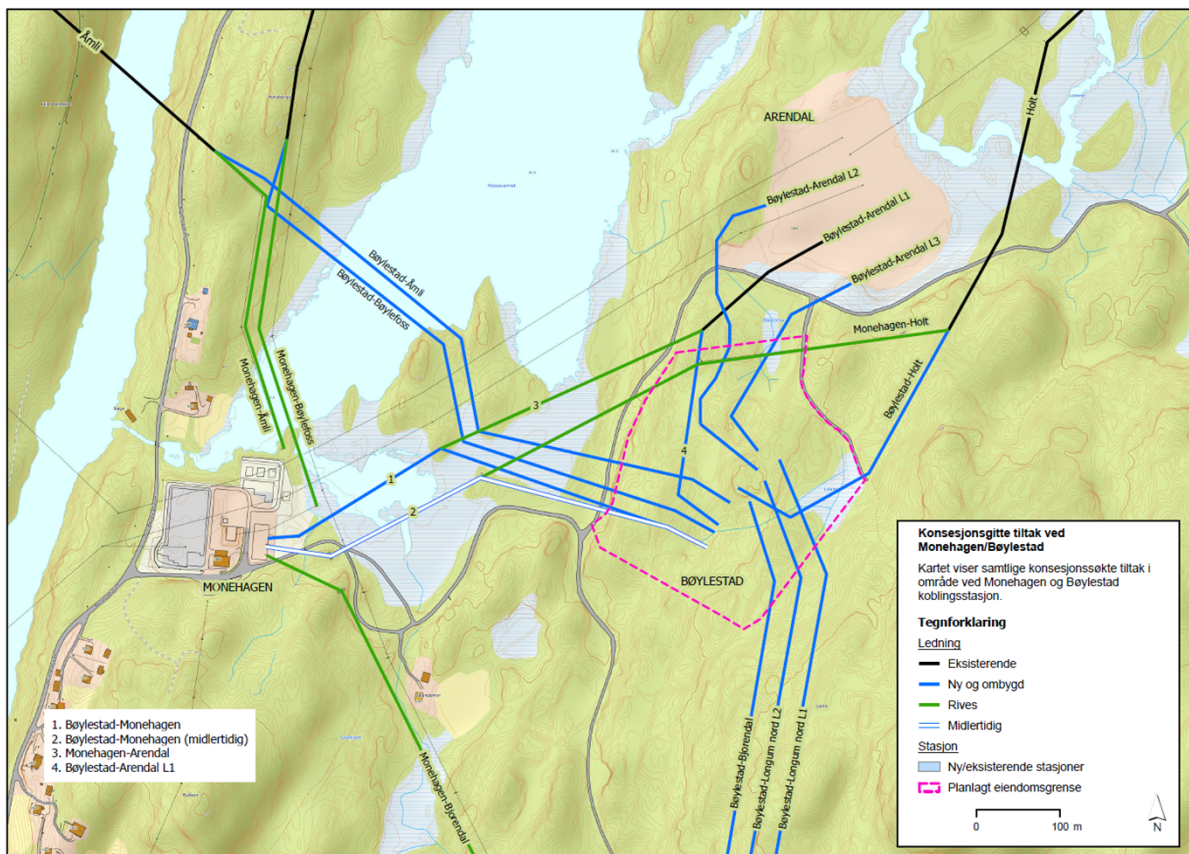 Åmli
Holt
ARENDAL
Bøylestad-Arendal L2
Bøylestad-Arendal L1
Bøylestad-Arendal L3
Bøylestad-Åmli
Bøylestad-Bøylefoss
Monehagen-Holt
Monehagen-Åmli
Monehagen-Bøylefoss
Bøylestad-Holt
3
4
1
2
MONEHAGEN
BØYLESTAD
Monehagen-Bjorendal
Bøylestad-Bjorendal
Bøylestad-Longum nord L2
Bøylestad-Longum nord L1
1. Bøylestad-Monehagen
2. Bøylestad-Monehagen (midlertidig)
3. Monehagen-Arendal
4. Bøylestad-Arendal L1
Konsesjonsgitte tiltak ved
Monehagen/Bøylestad
Kartet viser samtlige konsesjonssøkte tiltak i
område ved Monehagen og Bøylestad
koblingsstasjon.
Tegnforklaring
Ledning
Eksisterende
Ny og ombygd
Rives
Midlertidig
Stasjon
Ny/eksisterende stasjoner
Planlagt eiendomsgrense
0 100 m
N